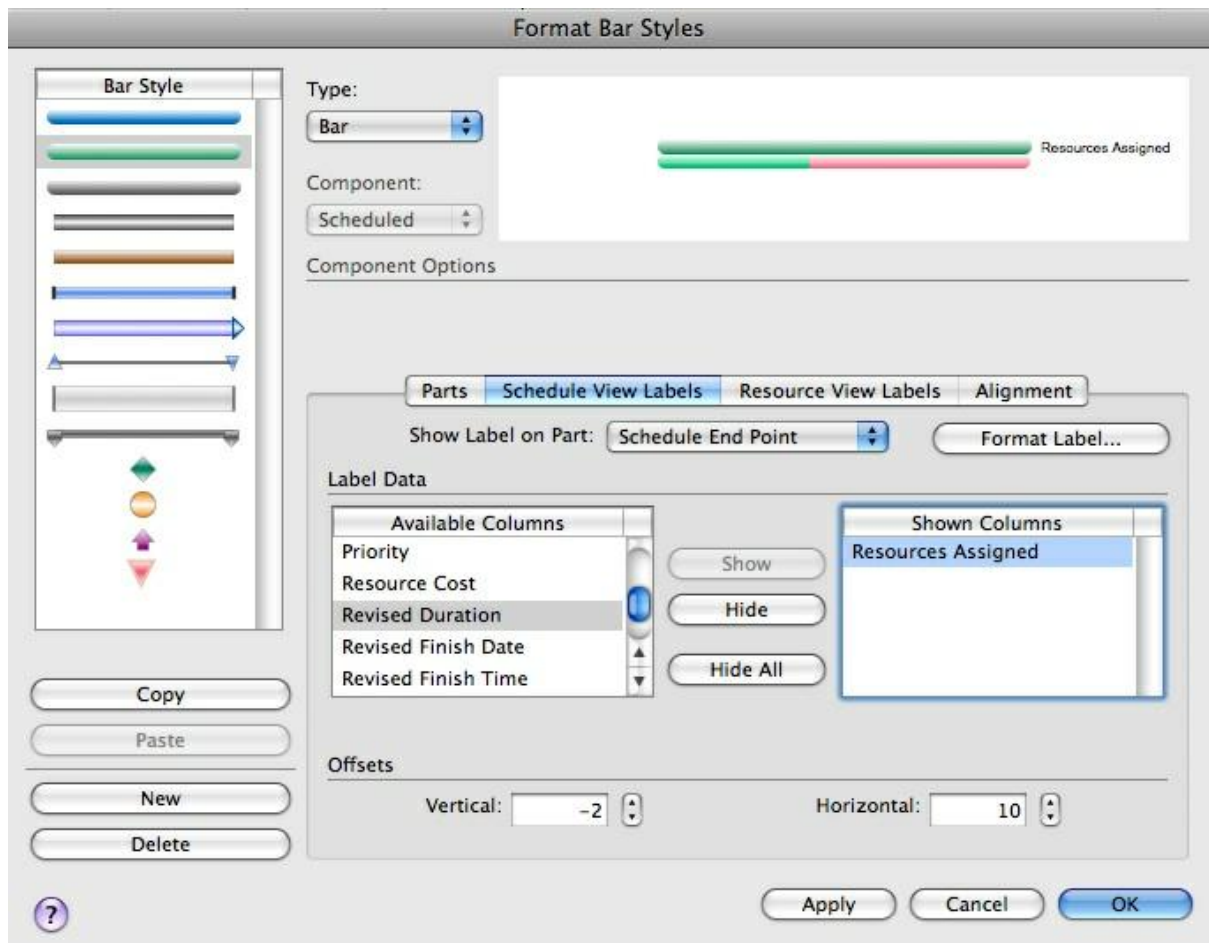 Format Bar Styles
Bar Style
Type:
Bar
Resources Assigned
Component:
Scheduled
Component Options
Parts Schedule View Labels Resource View Labels Alignment
Show Label on Part: Schedule End Point Format Label...
Label Data
Available Columns
Priority
Resource Cost
Revised Duration
Revised Finish Date
Revised Finish Time
Show
Hide
Hide All
Shown Columns
Resources Assigned
Offsets
Vertical: -2 Horizontal: 10
Copy
Paste
New
Delete
?
Apply Cancel OK